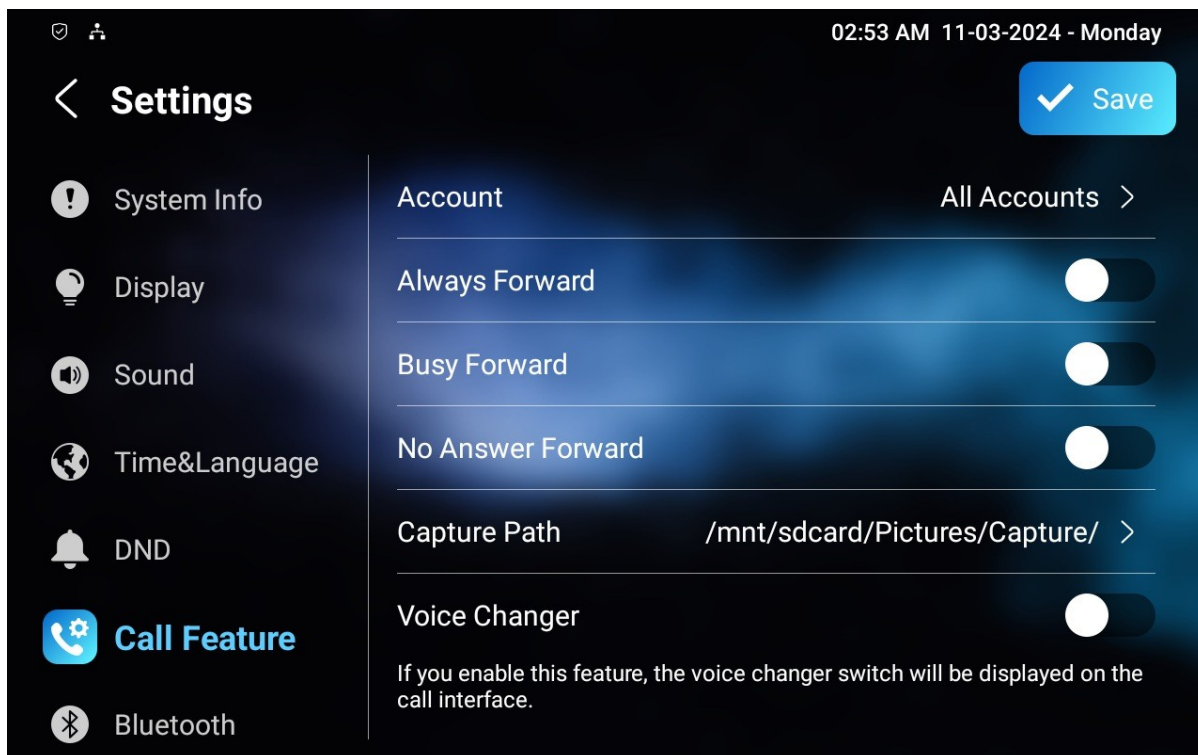 02:53 AM 11-03-2024 - Monday
Settings
Save
System Info
Display
Sound
Time&Language
DND
Call Feature
Bluetooth
Account All Accounts
Always Forward
Busy Forward
No Answer Forward
Capture Path /mnt/sdcard/Pictures/Capture/
Voice Changer
If you enable this feature, the voice changer switch will be displayed on the
call interface.